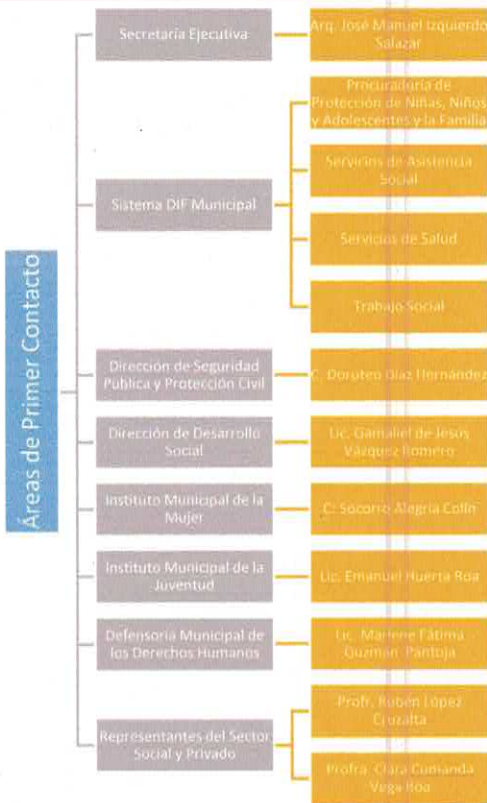 Áreas de Primer Contacto
Secretaría Ejecutiva
Arq. José Manuel Izquierdo
Salazar
Sistema DIF Municipal
Procuraduría de
Protección de Niñas, Niños
y Adolescentes y la Familia
Servicios de Asistencia
Social
Servicios de Salud
Trabajo Social
Dirección de Seguridad
Pública y Protección Civil
C. Doroteo Díaz Hernández
Dirección de Desarrollo
Social
Lic. Gamaliel de Jesús
Vázquez Romero
Instituto Municipal de la
Mujer
C. Socorro Alegría Colín
Instituto Municipal de la
Juventud
Lic. Emanuel Huerta Roa
Defensoría Municipal de
los Derechos Humanos
Lic. Marlene Fátima
Guzmán Pantoja
Representantes del Sector
Social y Privado
Profr. Rubén López
Cruzalta
Profra. Clara Cumanda
Vega Roa